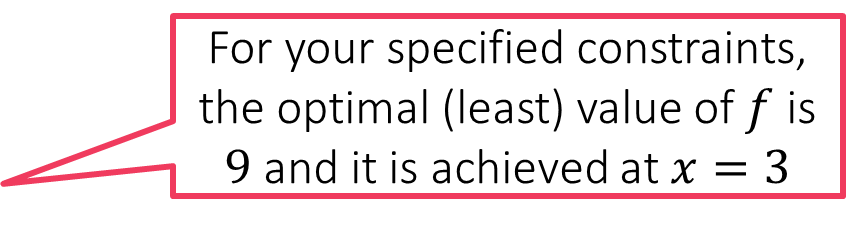 For your specified constraints,
the optimal (least) value of f is
9 and it is achieved at x = 3